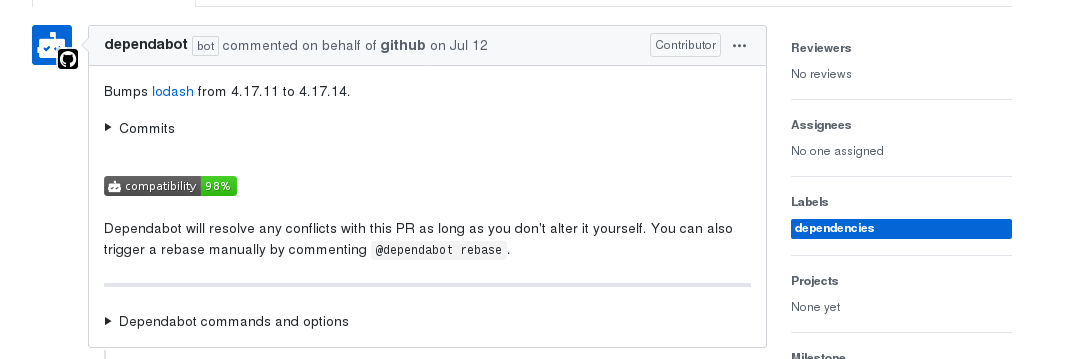 dependabot bot commented on behalf of github on Jul 12 Contributor
Bumps lodash from 4.17.11 to 4.17.14.
Commits
compatibility 98%
Dependabot will resolve any conflicts with this PR as long as you don't alter it yourself. You can also
trigger a rebase manually by commenting @dependabot rebase.
Dependabot commands and options
Reviewers
No reviews
Assignees
No one assigned
Labels
dependencies
Projects
None yet
Milestone